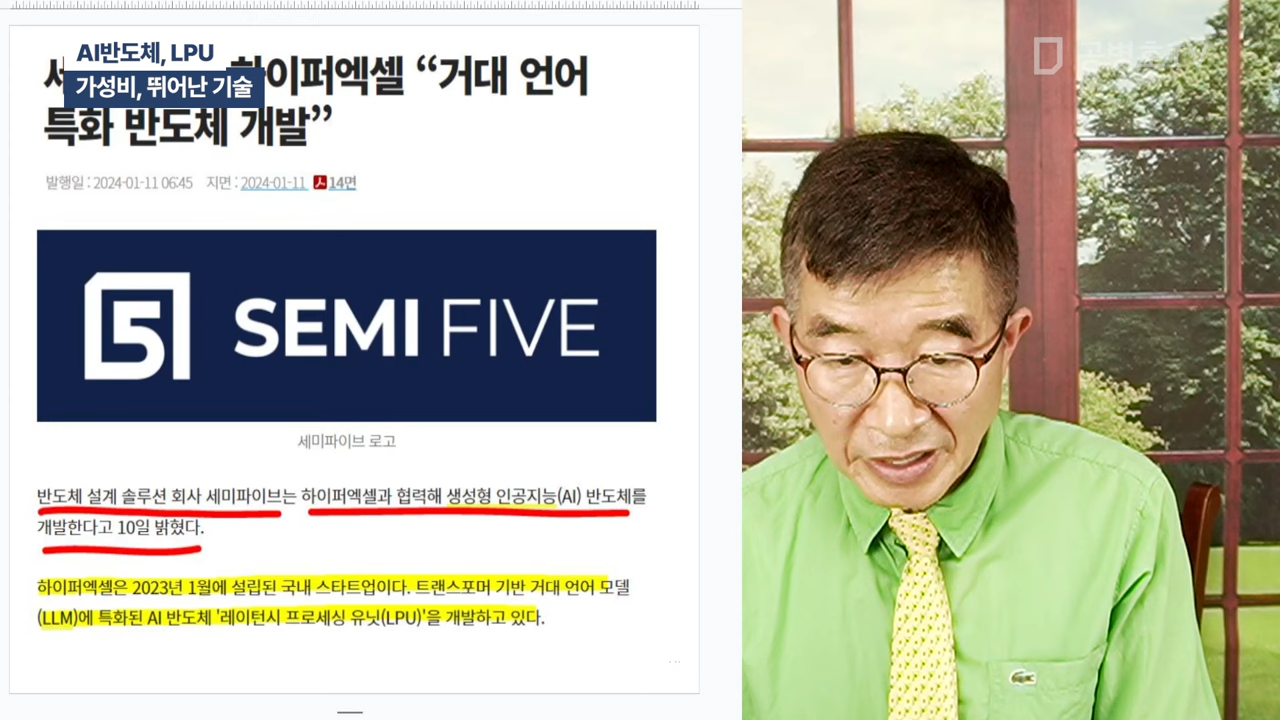 AI반도체, LPU
가성비, 뛰어난 기술
하이퍼엑셀 “거대 언어
특화 반도체 개발”
발행일 : 2024-01-11 06:45 지면 : 2024-01-11 14면
5 SEMI FIVE
세미파이브 로고
반도체 설계 솔루션 회사 세미파이브는 하이퍼엑셀과 협력해 생성형 인공지능(AI) 반도체를
개발한다고 10일 밝혔다.
하이퍼엑셀은 2023년 1월에 설립된 국내 스타트업이다. 트랜스포머 기반 거대 언어 모델
(LLM)에 특화된 AI 반도체 '레이턴시 프로세싱 유닛(LPU)'을 개발하고 있다.
공병호TV